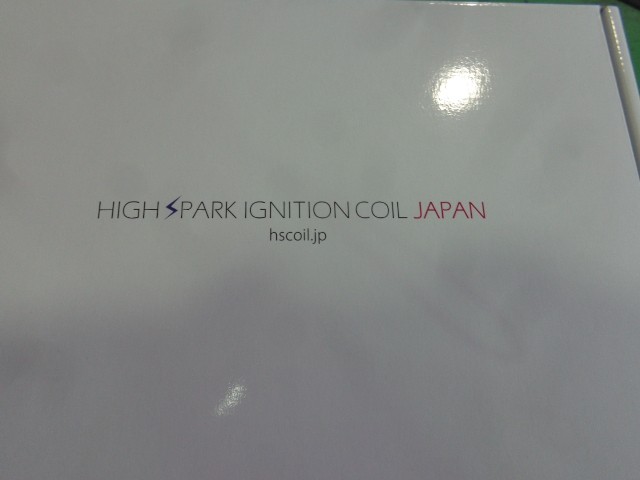 HIGH SPARK IGNITION COIL JAPAN
hscoil.jp